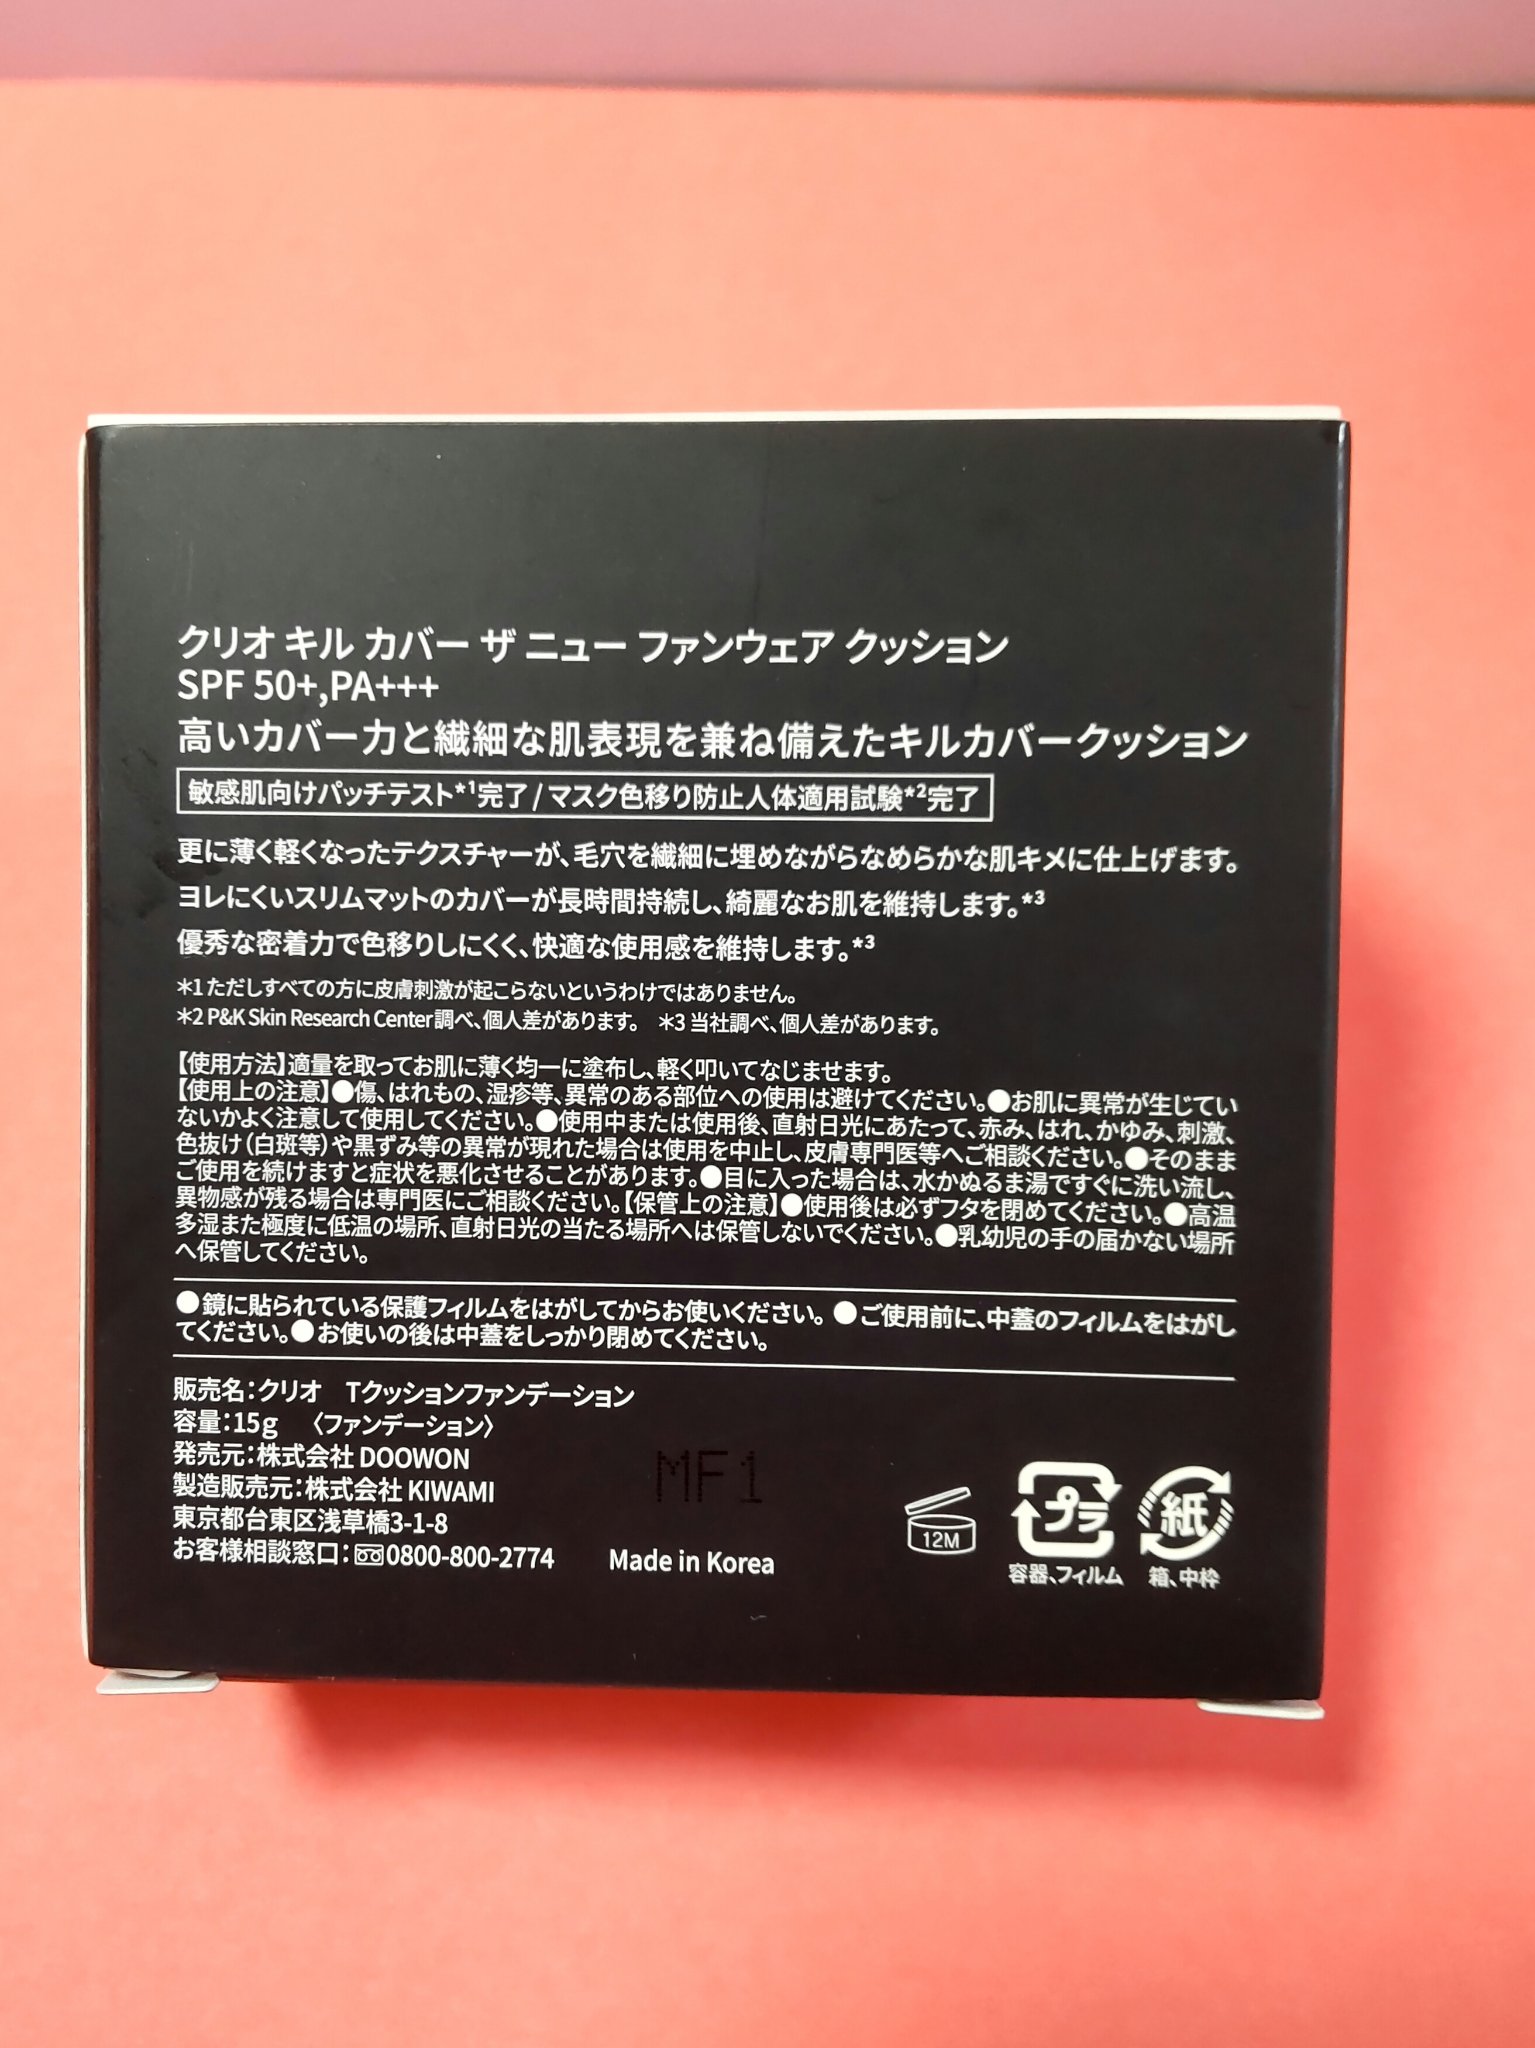 クリオ キル カバー ザ ニュー ファンウェア クッション
SPF 50+,PA+++
高いカバー力と繊細な肌表現を兼ね備えたキルカバークッション
敏感肌向けパッチテスト*1完了/マスク色移り防止人体適用試験*2完了
更に薄く軽くなったテクスチャーが、毛穴を繊細に埋めながらなめらかな肌キメに仕上げます。
ヨレにくいスリムマットのカバーが長時間持続し、綺麗なお肌を維持します。*3
優秀な密着力で色移りしにくく、快適な使用感を維持します。*3
*1 ただしすべての方に皮膚刺激が起こらないというわけではありません。
*2 P&K Skin Research Center調べ、個人差があります。 *3 当社調べ、個人差があります。
【使用方法】適量を取ってお肌に薄く均一に塗布し、軽く叩いてなじませます。
【使用上の注意】●傷、はれもの、湿疹等、異常のある部位への使用は避けてください。●お肌に異常が生じてい
ないかよく注意して使用してください。●使用中または使用後、直射日光にあたって、赤み、はれ、かゆみ、刺激、
色抜け（白斑等）や黒ずみ等の異常が現れた場合は使用を中止し、皮膚専門医等へご相談ください。●そのまま
ご使用を続けますと症状を悪化させることがあります。●目に入った場合は、水かぬるま湯ですぐに洗い流し、
異物感が残る場合は専門医にご相談ください。【保管上の注意】●使用後は必ずフタを閉めてください。●高温
多湿また極度に低温の場所、直射日光の当たる場所へは保管しないでください。●乳幼児の手の届かない場所
へ保管してください。
●鏡に貼られている保護フィルムをはがしてからお使いください。●ご使用前に、中蓋のフィルムをはがし
てください。●お使いの後は中蓋をしっかり閉めてください。
販売名：クリオ Tクッションファンデーション
容量：15g 〈ファンデーション〉
発売元：株式会社 DOOWON
製造販売元：株式会社 KIWAMI
東京都台東区浅草橋3-1-8
お客様相談窓口：0800-800-2774
Made in Korea
MF1
12M
プラ
容器、フィルム
紙
箱、中枠